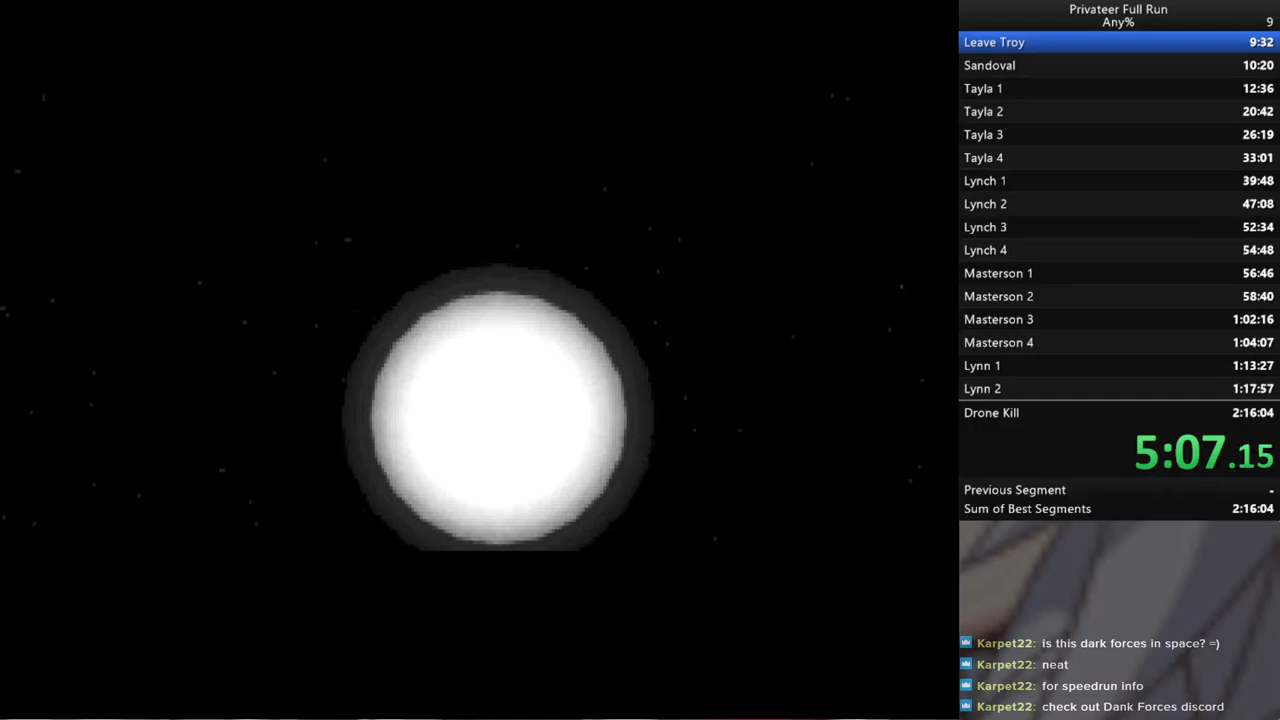 Privateer Full Run
Any%
9
Leave Troy 9:32
Sandoval 10:20
Tayla 1 12:36
Tayla 2 20:42
Tayla 3 26:19
Tayla 4 33:01
Lynch 1 39:48
Lynch 2 47:08
Lynch 3 52:34
Lynch 4 54:48
Masterson 1 56:46
Masterson 2 58:40
Masterson 3 1:02:16
Masterson 4 1:04:07
Lynn 1 1:13:27
Lynn 2 1:17:57
Drone Kill 2:16:04
5:07.15
Previous Segment -
Sum of Best Segments 2:16:04
Karpet22: is this dark forces in space? =)
Karpet22: neat
Karpet22: for speedrun info
Karpet22: check out Dank Forces discord